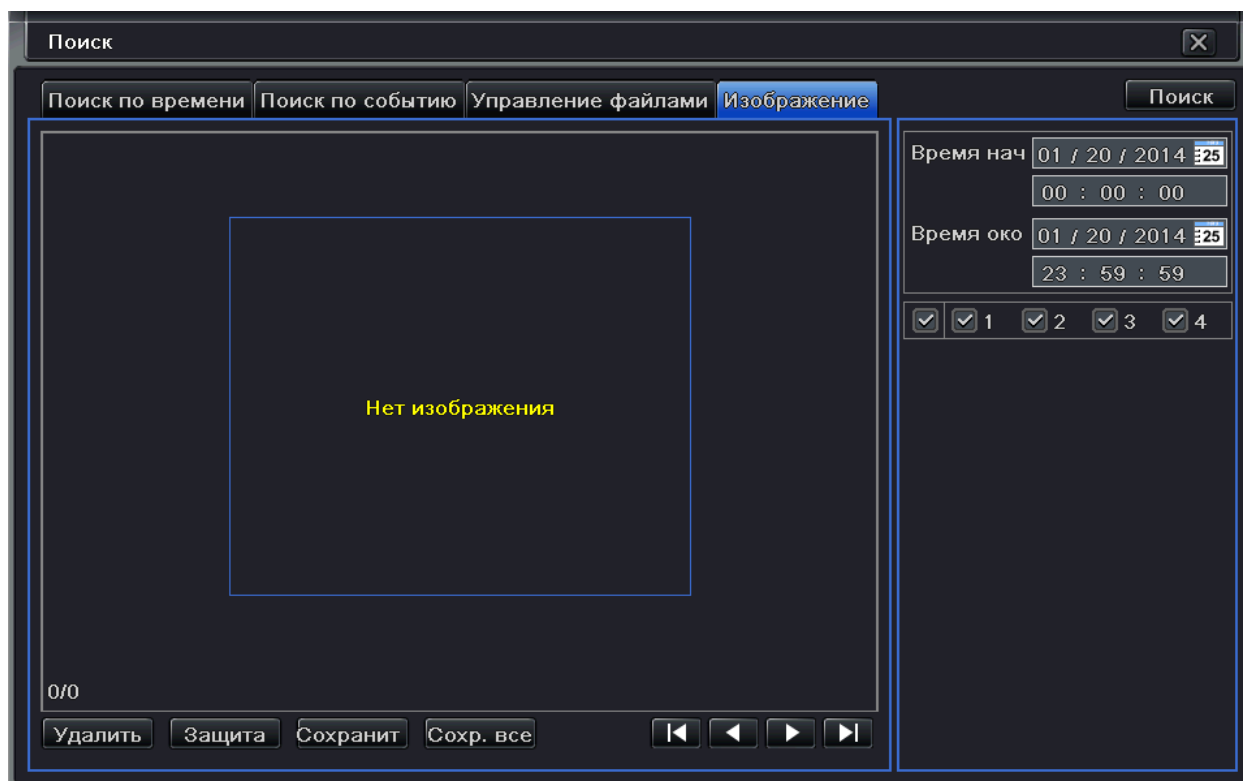 Поиск
Поиск по времени Поиск по событию Управление файлами Изображение Поиск
Время нач 01 / 20 / 2014 25
00 : 00 : 00
Время око 01 / 20 / 2014 25
23 : 59 : 59
1 2 3 4
Нет изображения
0/0
Удалить Защита Сохранит Сохр. все